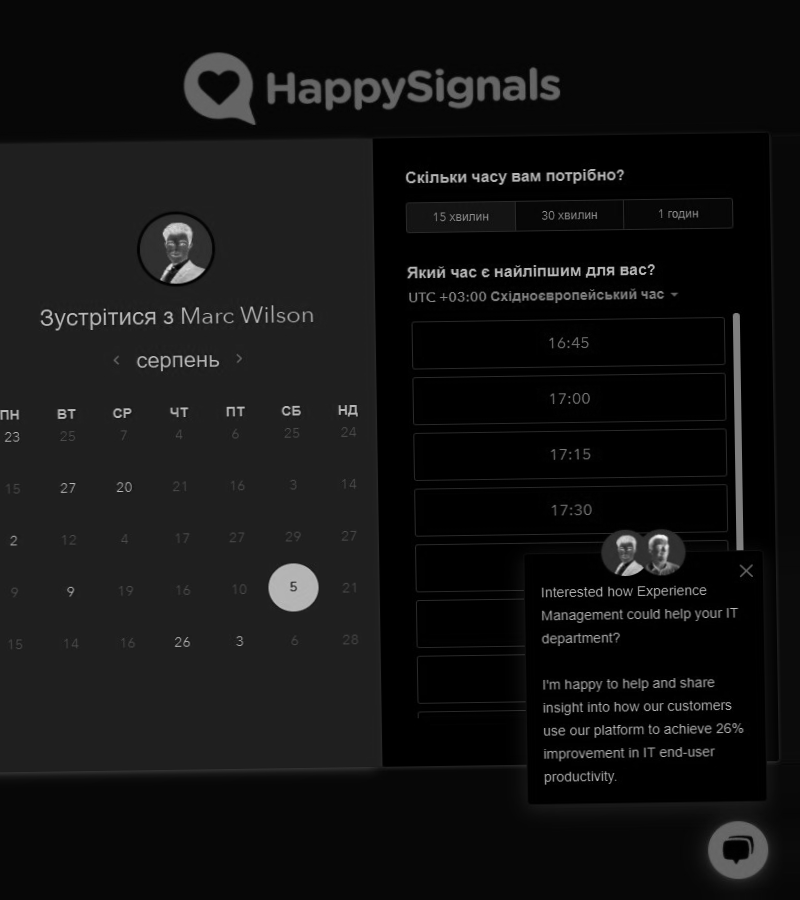 HappySignals
Зустрітися з Marc Wilson
серпень
ПН ВТ СР ЧТ ПТ СБ НД
23 25 7 4 6 25 24
15 27 20 21 16 3 14
2 12 4 17 27 29 27
9 9 19 16 10 5 21
15 14 16 26 3 6 28
Скільки часу вам потрібно?
15 хвилин 30 хвилин 1 годин
Який час є найліпшим для вас?
UTC +03:00 Східноєвропейський час
16:45
17:00
17:15
17:30
Interested how Experience
Management could help your IT
department?
I'm happy to help and share
insight into how our customers
use our platform to achieve 26%
improvement in IT end-user
productivity.